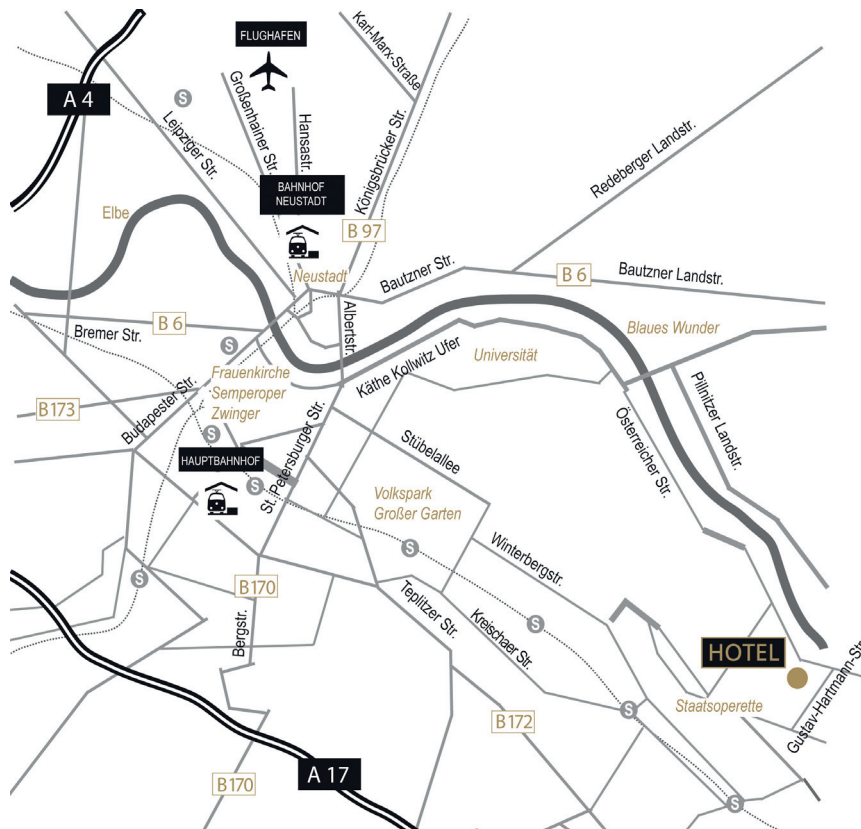 FLUGHAFEN
Karl-Marx-Straße
A 4
S
Leipziger Str.
Großenhainer Str.
Hansastr.
Königsbrücker Str.
Redeberger Landstr.
BAHNHOF
NEUSTADT
Elbe
B 97
Neustadt
Bautzner Str.
B 6
Bautzner Landstr.
B 6
Bremer Str.
Albertstr.
S
Käthe Kollwitz Ufer
Universität
Blaues Wunder
Frauenkirche
Semperoper
Zwinger
B173
Budapester Str.
Pillnitzer Landstr.
Österreicher Str.
S
HAUPTBAHNHOF
St. Petersburger Str.
Stübelallee
S
Volkspark
Großer Garten
S
Winterbergstr.
S
B170
Teplitzer Str.
Kreischaer Str.
S
Bergstr.
HOTEL
Gustav-Hartmann-Str
Staatsoperette
S
B172
A 17
B170
S